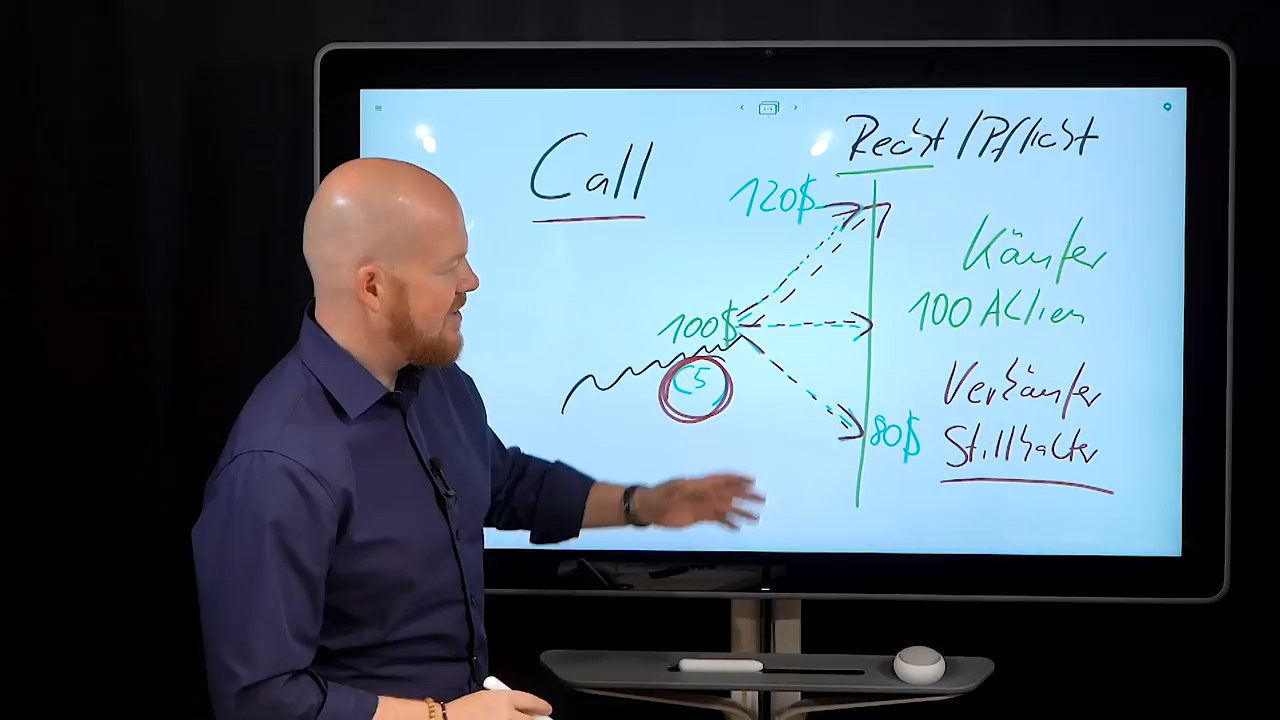 Call
Recht/Pflicht
120$
Käufer
100$
100 Aktien
5
Verkäufer
80$
Stillhalter